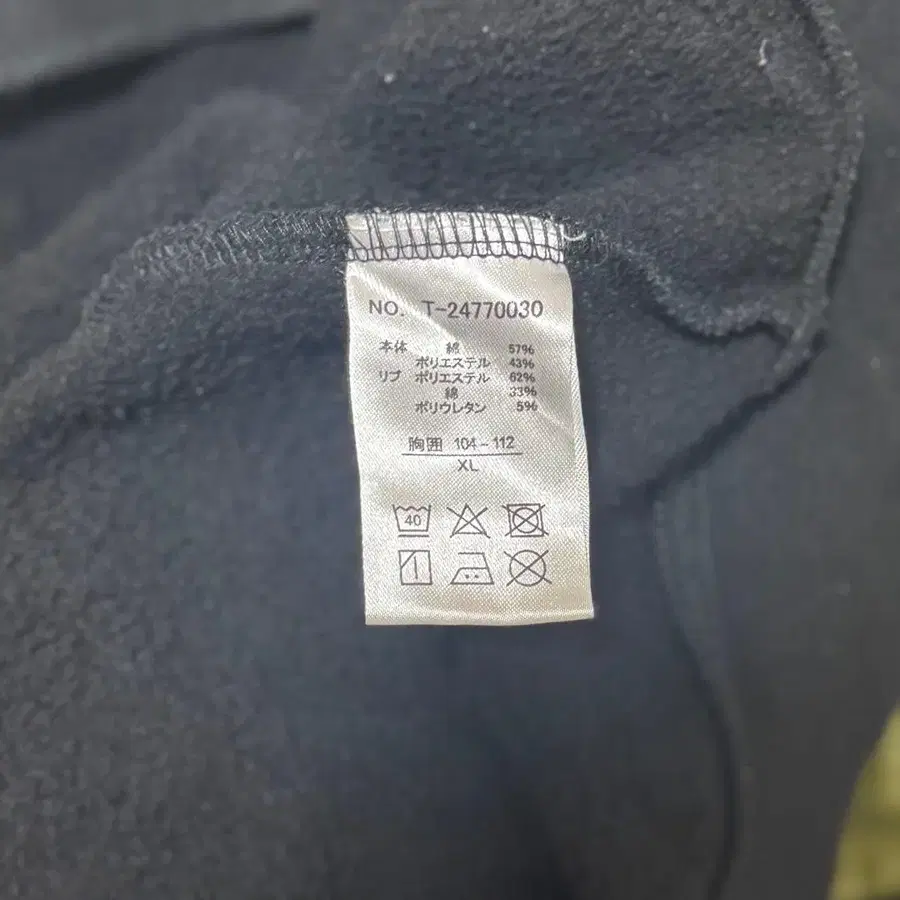 NO. T-24770030
本体 綿 57%
ポリエステル 43%
リブ ポリエステル 62%
綿 33%
ポリウレタン 5%
胸囲 104-112
XL
40